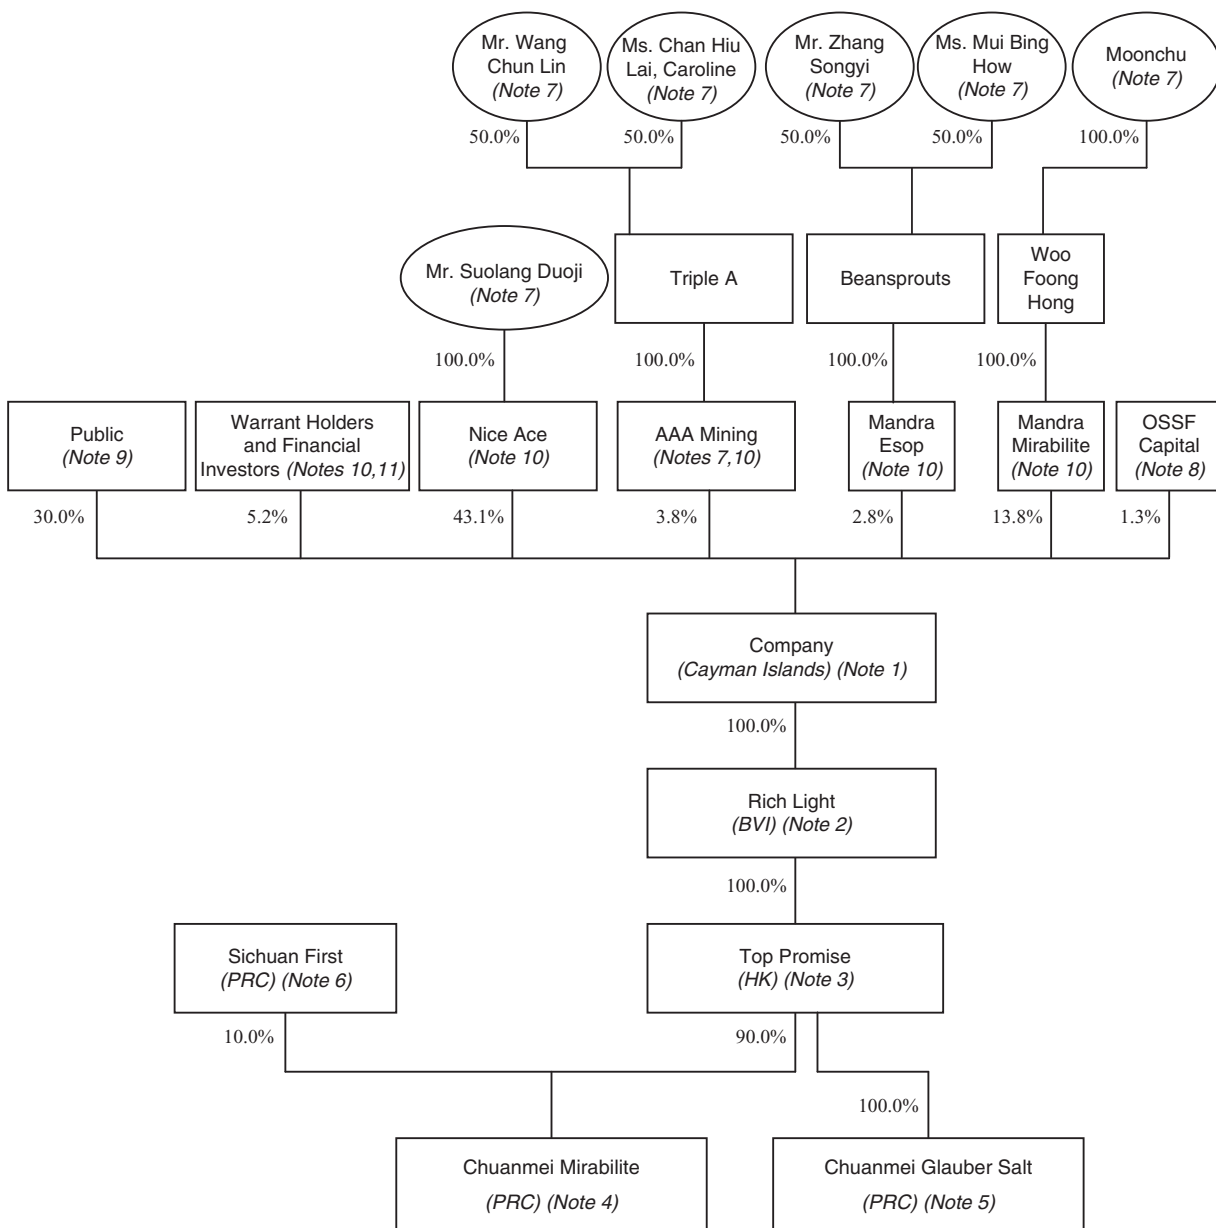 Mr. Wang
Chun Lin
(Note 7)
Ms. Chan Hiu
Lai, Caroline
(Note 7)
Mr. Zhang
Songyi
(Note 7)
Ms. Mui Bing
How
(Note 7)
Moonchu
(Note 7)
50.0%
50.0%
50.0%
50.0%
100.0%
Mr. Suolang Duoji
(Note 7)
Triple A
Beansprouts
Woo
Foong
Hong
100.0%
100.0%
100.0%
100.0%
Public
(Note 9)
Warrant Holders
and Financial
Investors (Notes 10,11)
Nice Ace
(Note 10)
AAA Mining
(Notes 7,10)
Mandra
Esop
(Note 10)
Mandra
Mirabilite
(Note 10)
OSSF
Capital
(Note 8)
30.0%
5.2%
43.1%
3.8%
2.8%
13.8%
1.3%
Company
(Cayman Islands) (Note 1)
100.0%
Rich Light
(BVI) (Note 2)
100.0%
Sichuan First
(PRC) (Note 6)
Top Promise
(HK) (Note 3)
10.0%
90.0%
100.0%
Chuanmei Mirabilite
(PRC) (Note 4)
Chuanmei Glauber Salt
(PRC) (Note 5)